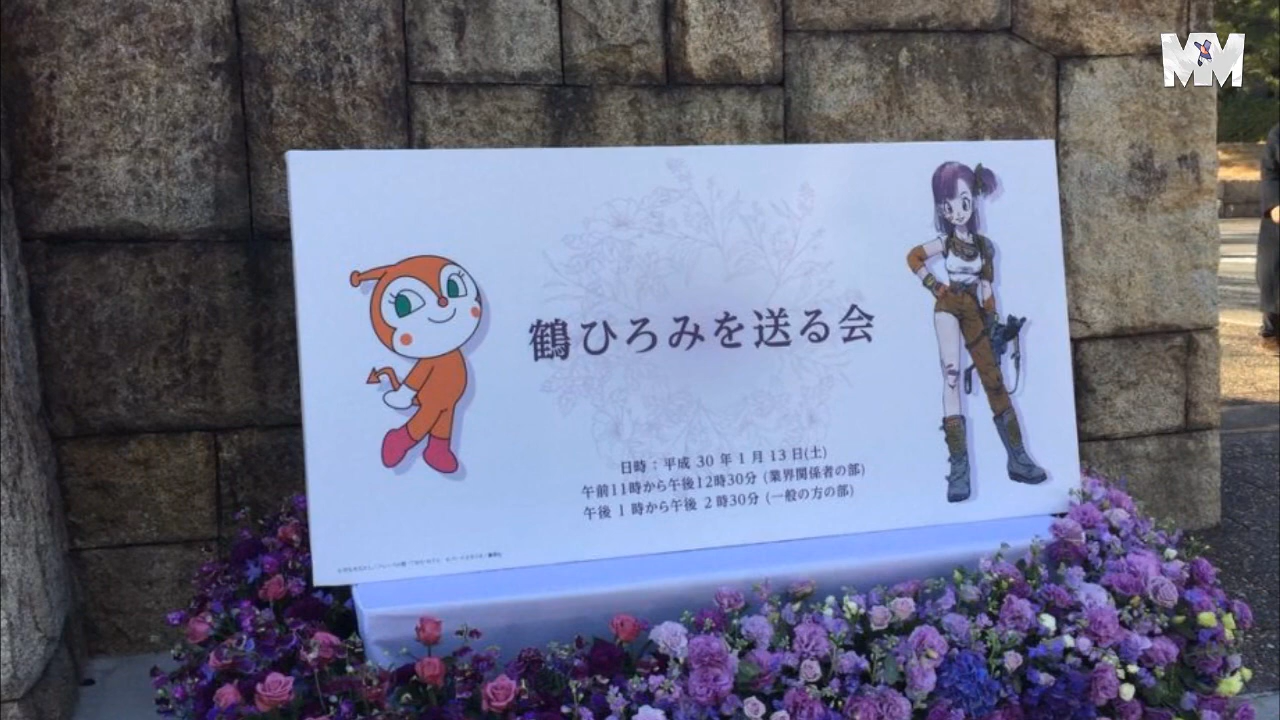 MM
鶴ひろみを送る会
日時：平成 30 年 1 月 13 日(土)
午前11時から午後12時30分 (業界関係者の部)
午後 1 時から午後 2 時30分 (一般の方の部)